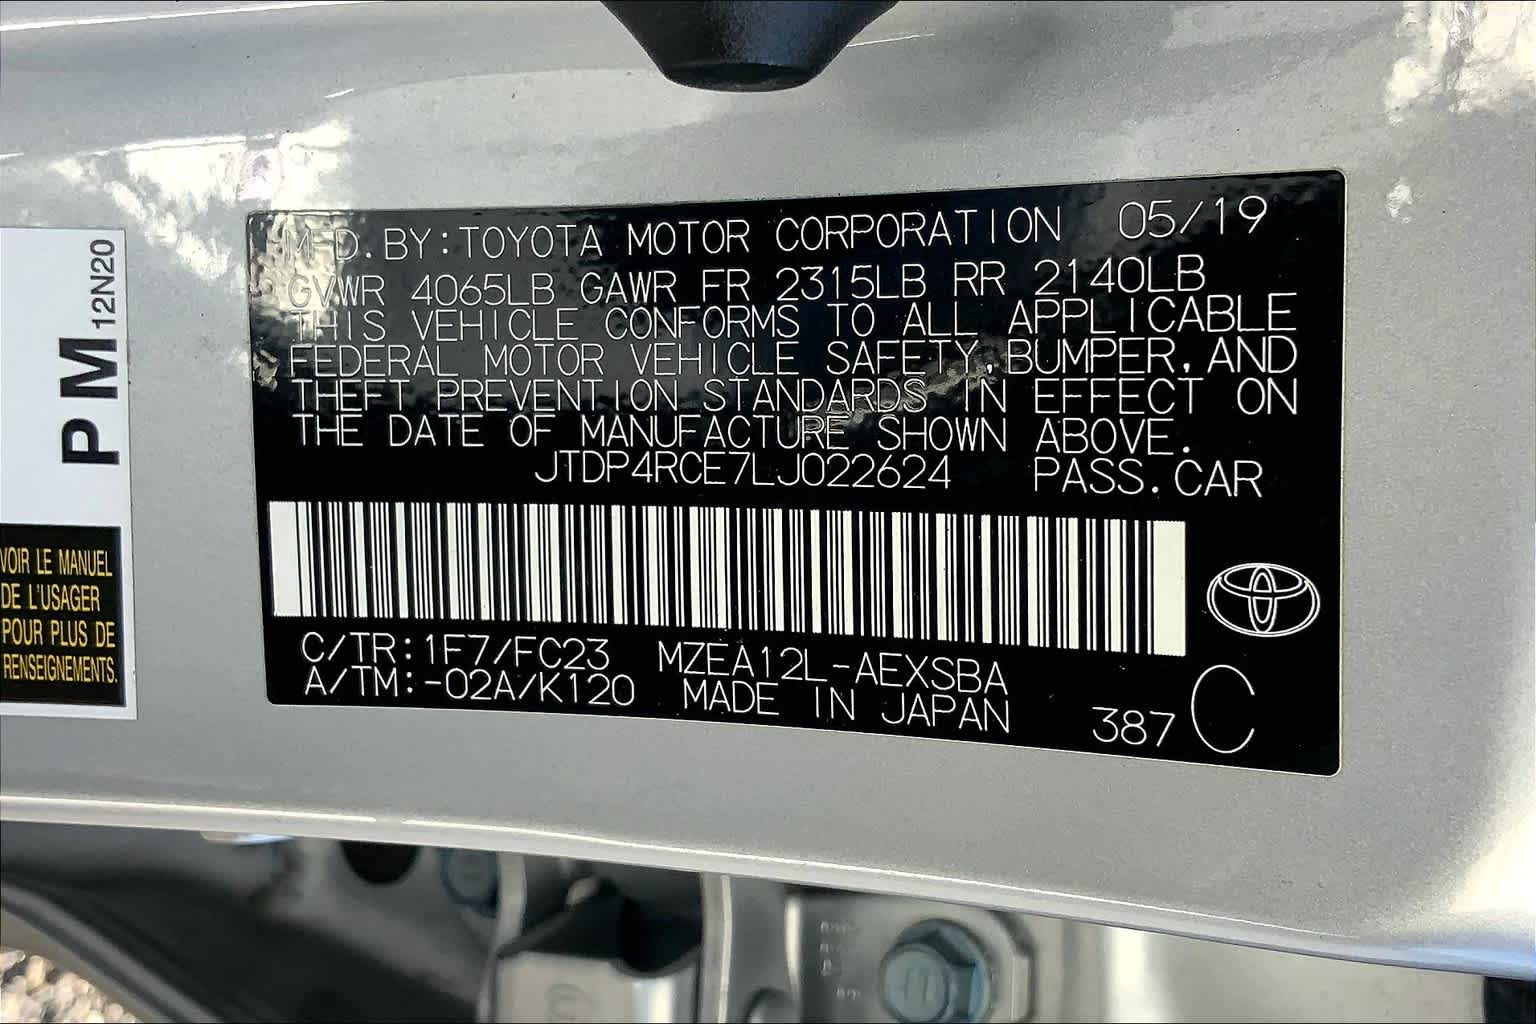 PM 12N20
VOIR LE MANUEL
DE L'USAGER
POUR PLUS DE
RENSEIGNEMENTS.
MFD.BY:TOYOTA MOTOR CORPORATION 05/19
GVWR 4065LB GAWR FR 2315LB RR 2140LB
THIS VEHICLE CONFORMS TO ALL APPLICABLE
FEDERAL MOTOR VEHICLE SAFETY,BUMPER,AND
THEFT PREVENTION STANDARDS IN EFFECT ON
THE DATE OF MANUFACTURE SHOWN ABOVE.
JTDP4RCE7LJ022624 PASS.CAR
C/TR:1F7/FC23 MZEA12L-AEXSBA
A/TM:-02A/K120 MADE IN JAPAN 387 C